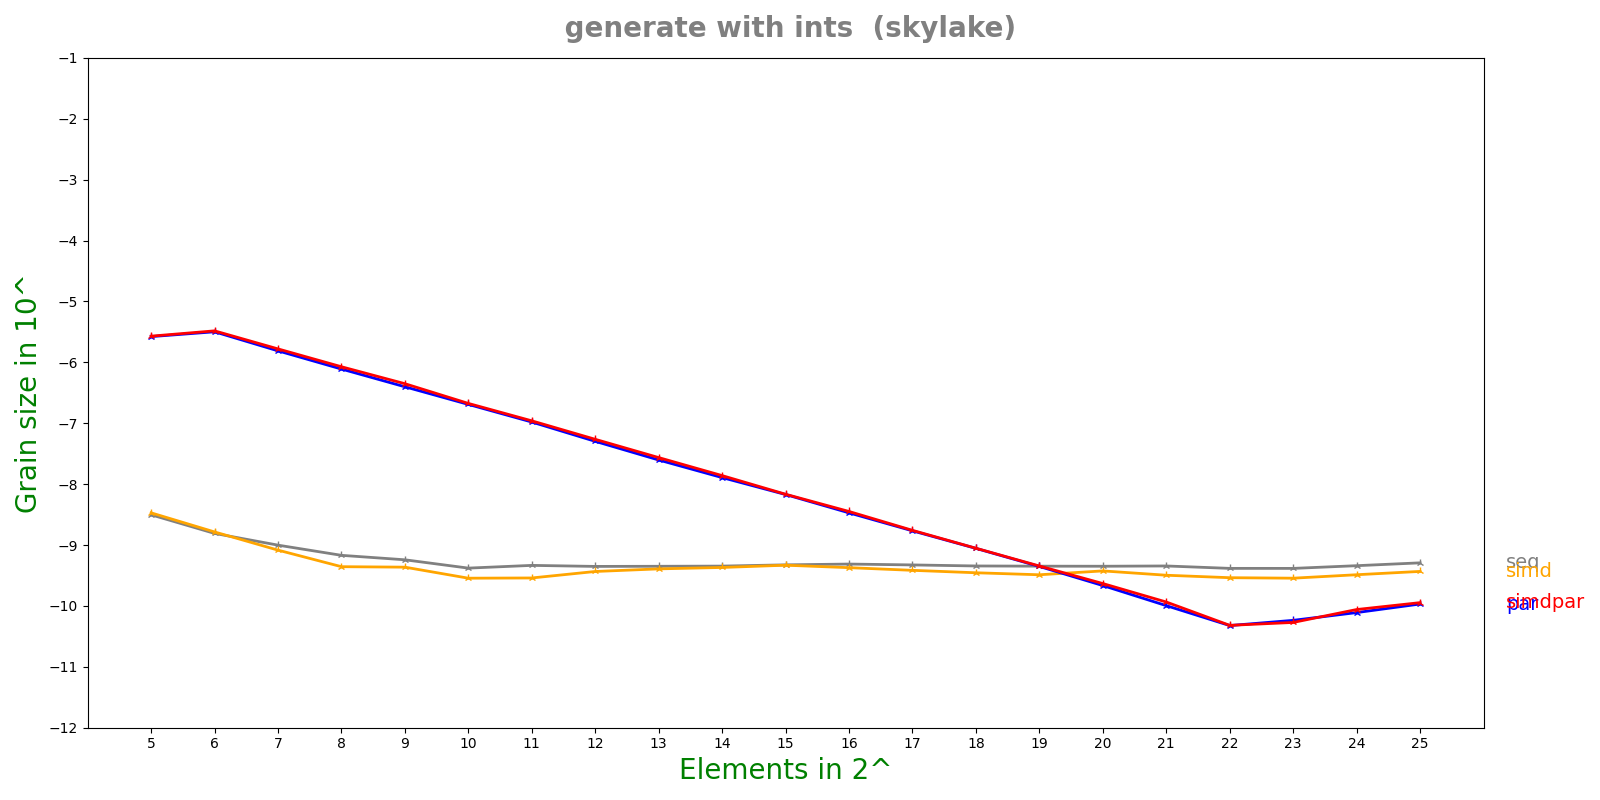 generate with ints (skylake)
Grain size in 10^
−1
−2
−3
−4
−5
−6
−7
−8
−9
−10
−11
−12
seq
simd
simdpar
par
5 6 7 8 9 10 11 12 13 14 15 16 17 18 19 20 21 22 23 24 25
Elements in 2^